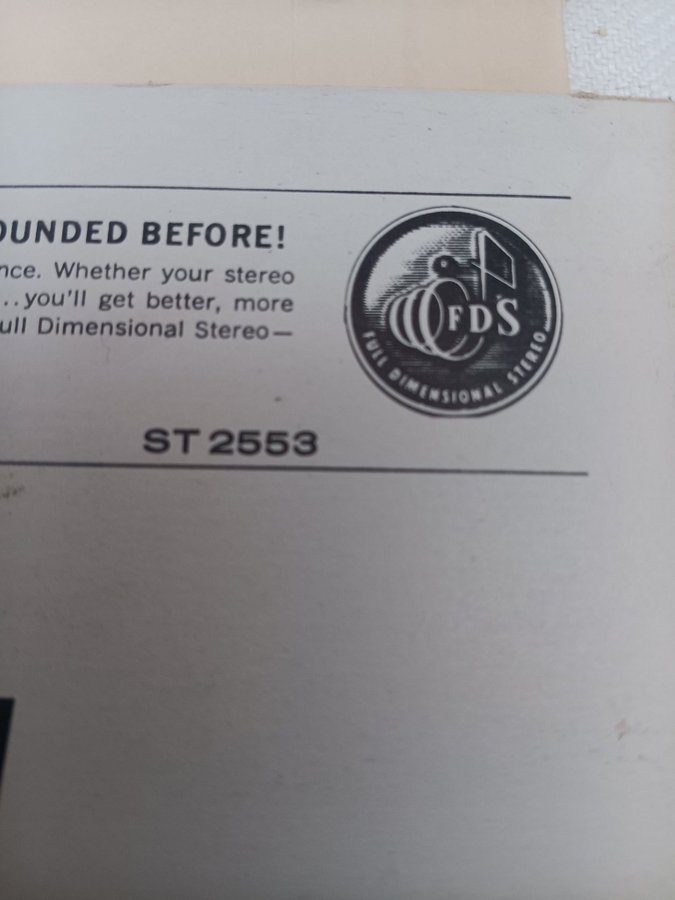 OUNDED BEFORE!
nce. Whether your stereo
...you'll get better, more
ull Dimensional Stereo—
FDS
FULL DIMENSIONAL STEREO
ST 2553